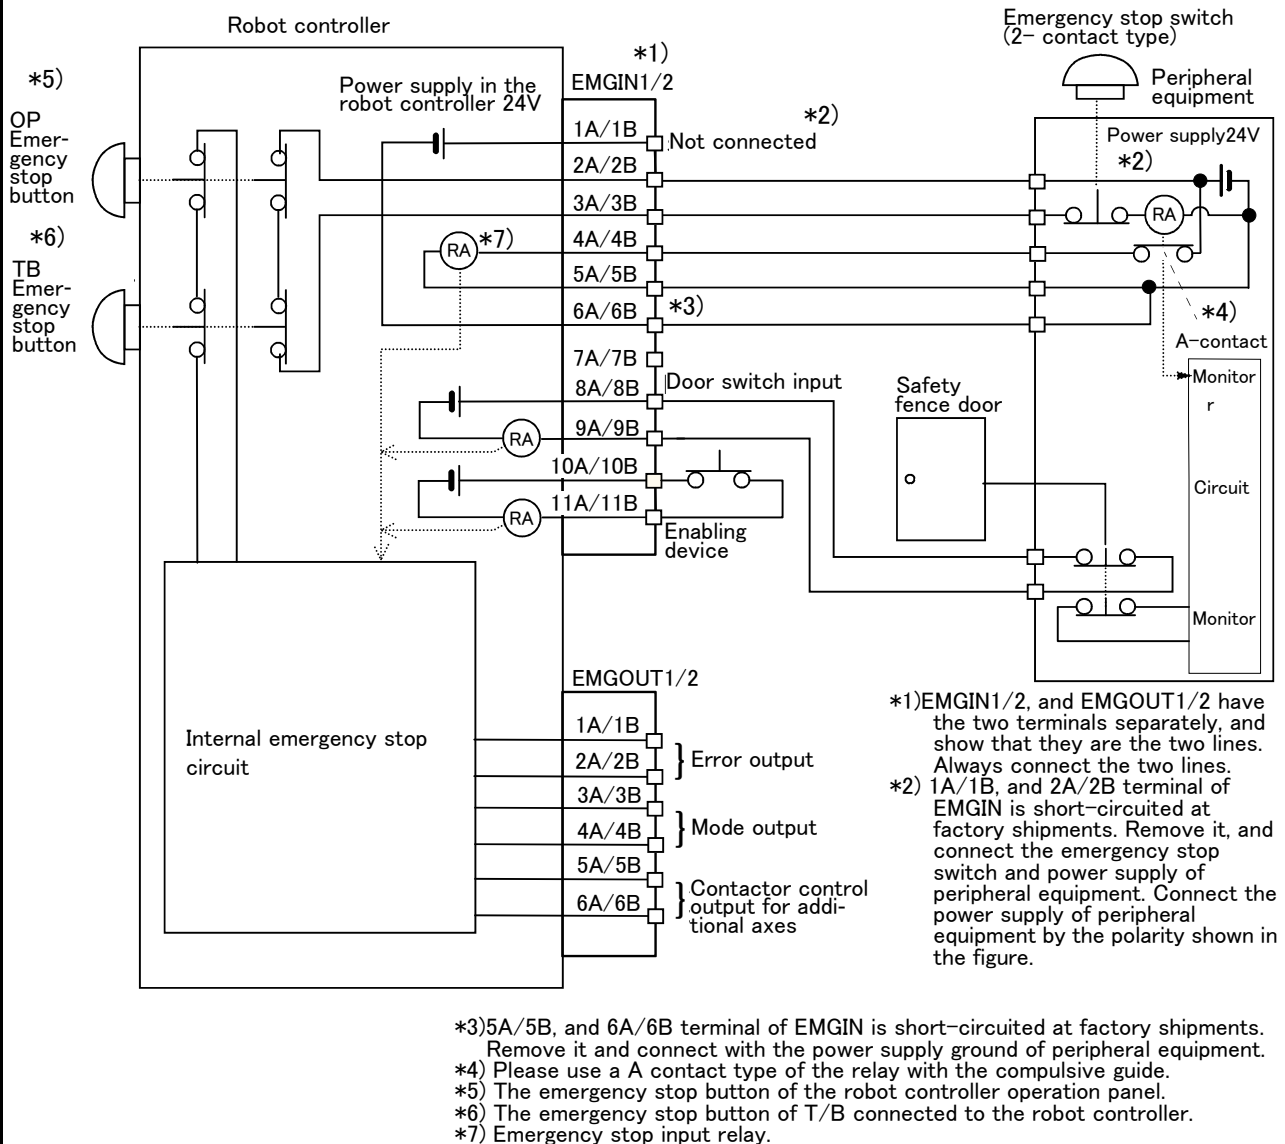 Robot controller
Emergency stop switch
(2- contact type)
*1)
*5)
Power supply in the
robot controller 24V
EMGIN1/2
Peripheral
equipment
OP
Emer-
gency
stop
button
1A/1B
Not connected
*2)
Power supply24V
*2)
2A/2B
3A/3B
RA
*6)
4A/4B
RA
*7)
TB
Emer-
gency
stop
button
5A/5B
6A/6B
*3)
*4)
A-contact
7A/7B
8A/8B
Door switch input
Safety
fence door
Monitor
r
9A/9B
RA
10A/10B
Circuit
11A/11B
RA
Enabling
device
Monitor
EMGOUT1/2
1A/1B
Internal emergency stop
circuit
2A/2B
Error output
3A/3B
4A/4B
Mode output
5A/5B
6A/6B
Contactor control
output for addi-
tional axes
*1)EMGIN1/2, and EMGOUT1/2 have
the two terminals separately, and
show that they are the two lines.
Always connect the two lines.
*2) 1A/1B, and 2A/2B terminal of
EMGIN is short-circuited at
factory shipments. Remove it, and
connect the emergency stop
switch and power supply of
peripheral equipment. Connect the
power supply of peripheral
equipment by the polarity shown in
the figure.
*3)5A/5B, and 6A/6B terminal of EMGIN is short-circuited at factory shipments.
Remove it and connect with the power supply ground of peripheral equipment.
*4) Please use a A contact type of the relay with the compulsive guide.
*5) The emergency stop button of the robot controller operation panel.
*6) The emergency stop button of T/B connected to the robot controller.
*7) Emergency stop input relay.